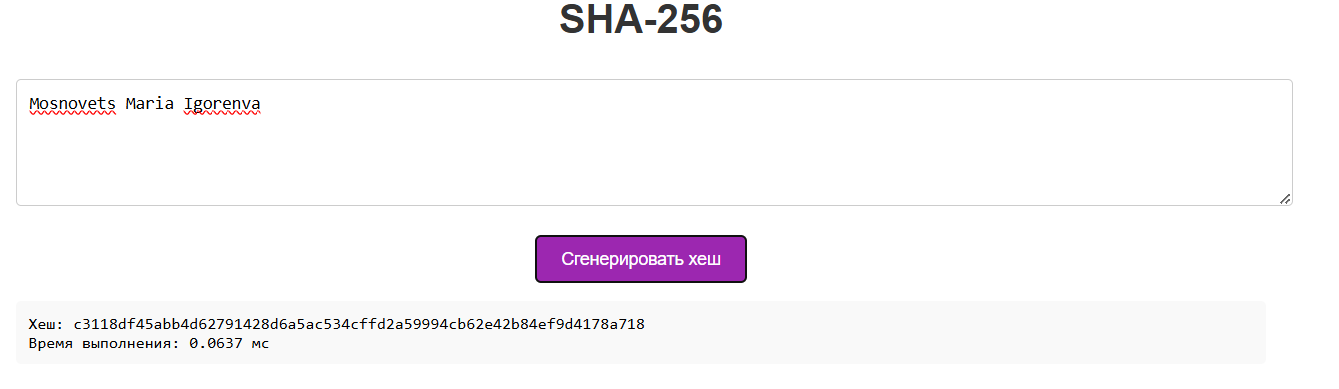 SHA-256
Mosnovets Maria Igorenva
Сгенерировать хеш
Хеш: c3118df45abb4d62791428d6a5ac534cffd2a59994cb62e42b84ef9d4178a718
Время выполнения: 0.0637 мс